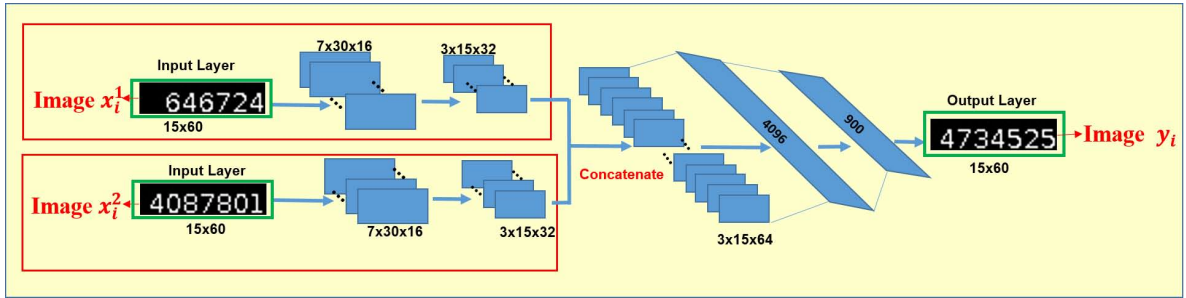 7x30x16
3x15x32
Input Layer
Image $x_i^1$
646724
15x60
Input Layer
Image $x_i^2$
4087801
15x60
7x30x16
3x15x32
Concatenate
3x15x64
4096
900
Output Layer
4734525
Image $y_i$
15x60